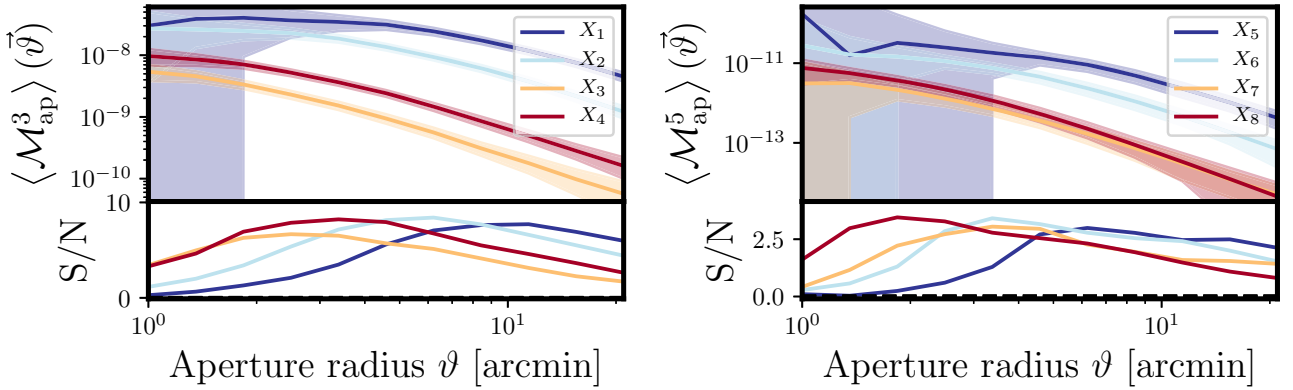 ⟨𝓜³ₐₚ⟩ (ϑ⃗)
10⁻⁸
10⁻⁹
10⁻¹⁰
X₁
X₂
X₃
X₄
S/N
10
0
10⁰
10¹
Aperture radius ϑ [arcmin]
⟨𝓜⁵ₐₚ⟩ (ϑ⃗)
10⁻¹¹
10⁻¹³
X₅
X₆
X₇
X₈
S/N
2.5
0.0
10⁰
10¹
Aperture radius ϑ [arcmin]